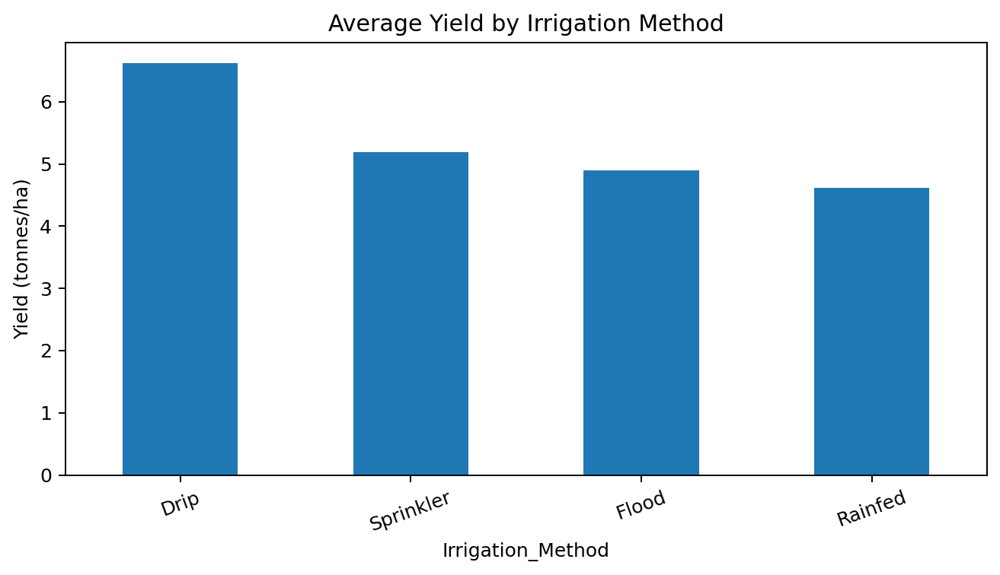 Average Yield by Irrigation Method
Yield (tonnes/ha)
6
5
4
3
2
1
0
Drip
Sprinkler
Flood
Rainfed
Irrigation_Method